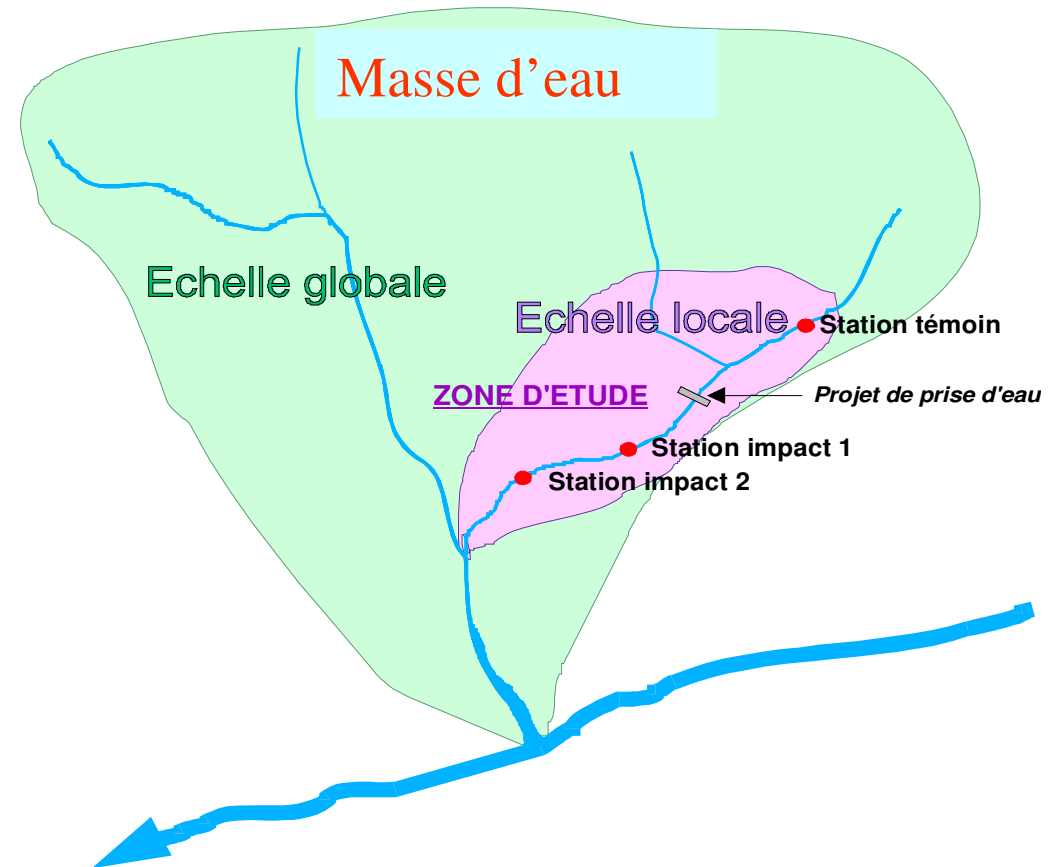 Masse d’eau
Echelle globale
Echelle locale
Station témoin
ZONE D'ETUDE
Projet de prise d'eau
Station impact 1
Station impact 2